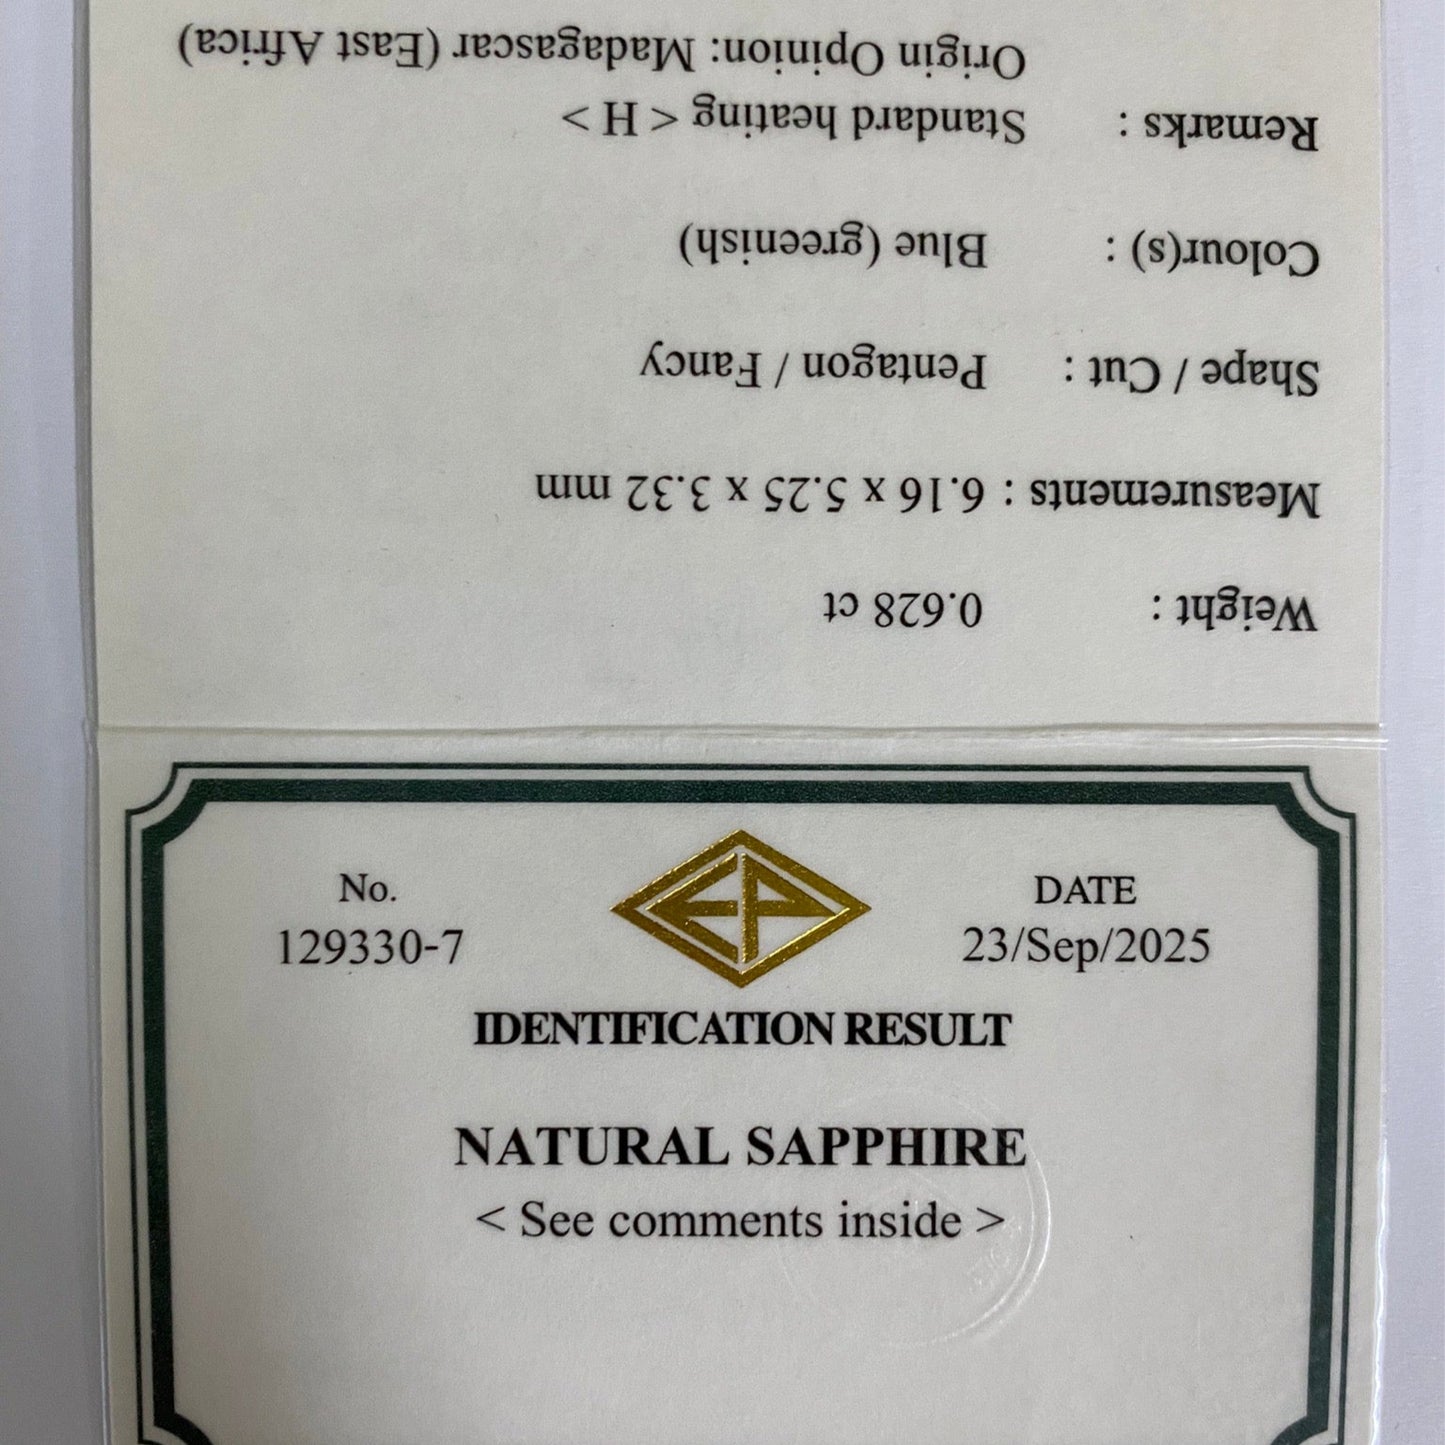 Weight : 0.628 ct
Measurements : 6.16 x 5.25 x 3.32 mm
Shape / Cut : Pentagon / Fancy
Colour(s) : Blue (greenish)
Remarks : Standard heating < H >
Origin Opinion: Madagascar (East Africa)
No.
129330-7
EP
DATE
23/Sep/2025
IDENTIFICATION RESULT
NATURAL SAPPHIRE
< See comments inside >